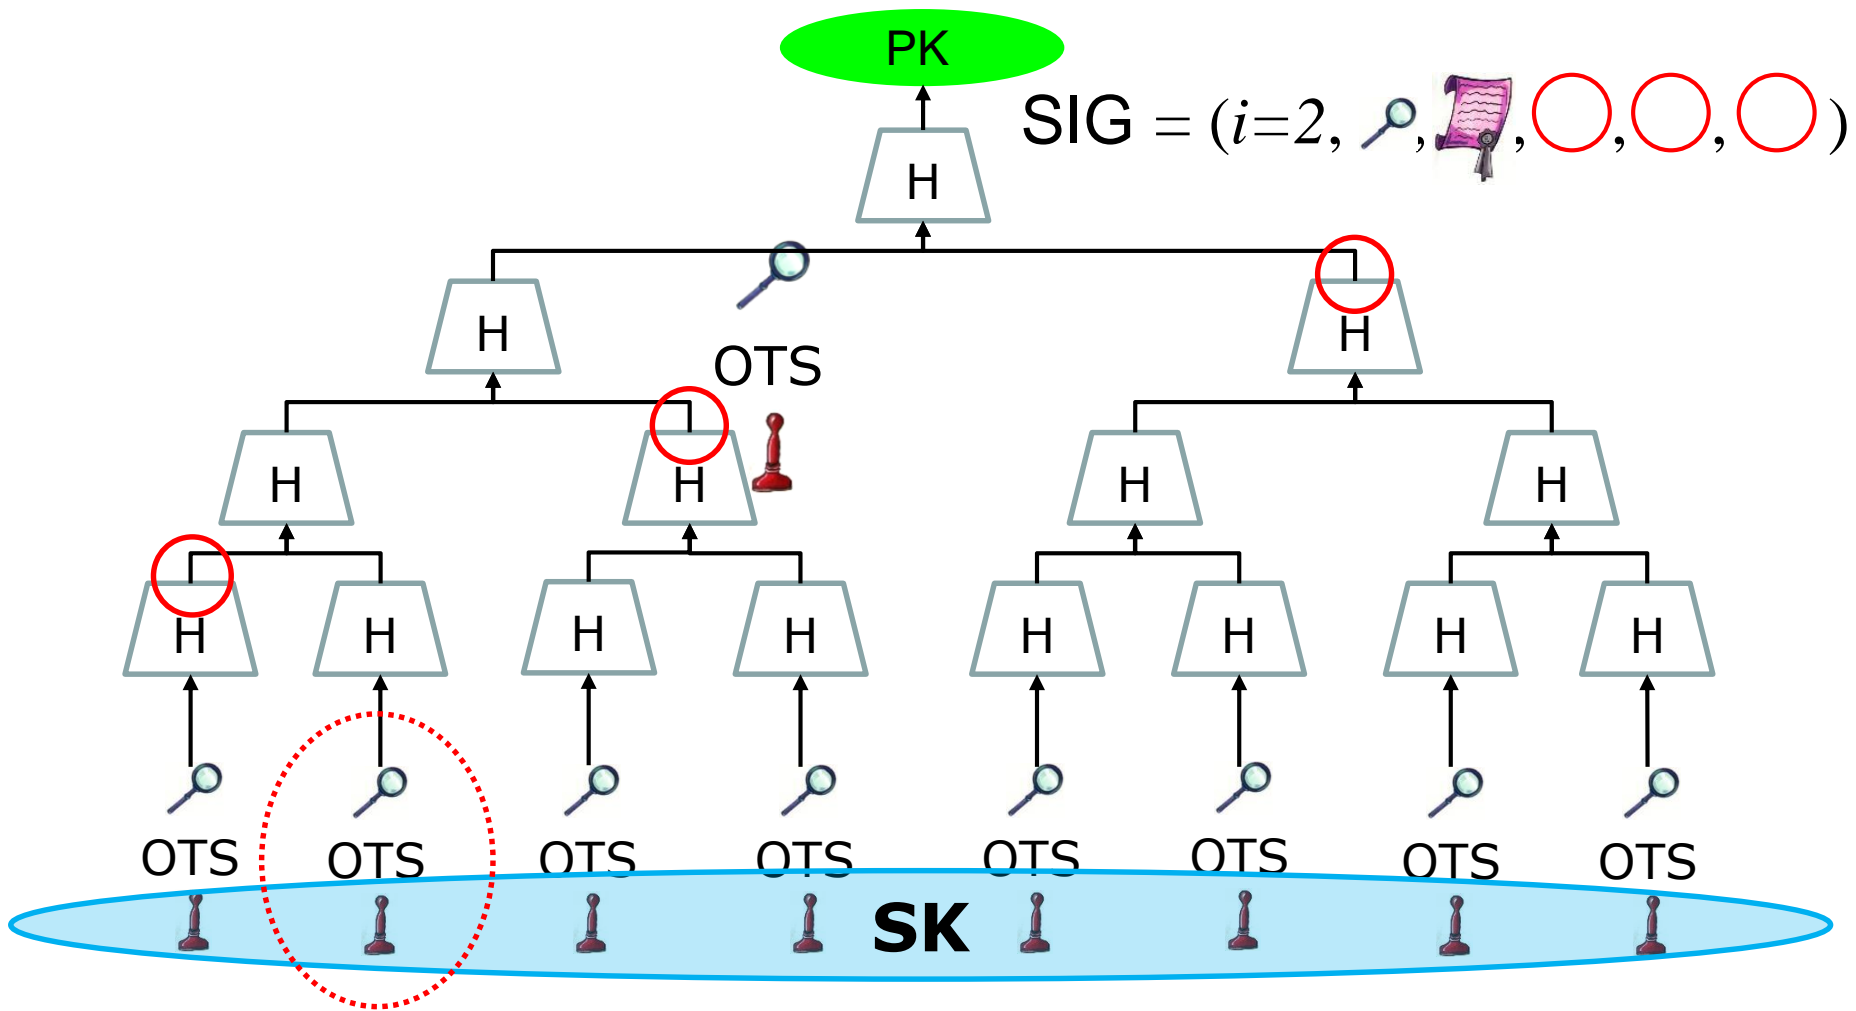 PK
SIG = (i=2, , , , , )
H
H H
OTS
H H H H
H H H H H H H H
OTS OTS OTS OTS OTS OTS OTS OTS
SK